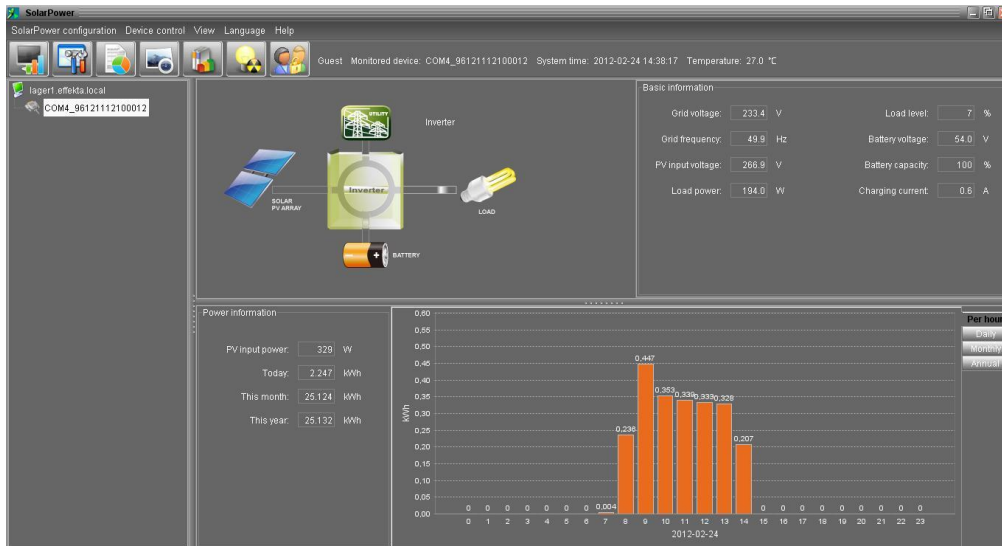 SolarPower
SolarPower configuration Device control View Language Help
Guest Monitored device: COM4_96121112100012 System time: 2012-02-24 14:38:17 Temperature: 27.0 ℃
lager1.effekta.local
COM4_96121112100012
UTILITY
Inverter
Inverter
SOLAR
PV ARRAY
LOAD
BATTERY
Basic information
Grid voltage: 233.4 V Load level: 7 %
Grid frequency: 49.9 Hz Battery voltage: 54.0 V
PV input voltage: 266.9 V Battery capacity: 100 %
Load power: 194.0 W Charging current: 0.6 A
Power information
PV input power: 329 W
Today: 2.247 kWh
This month: 25.124 kWh
This year: 25.132 kWh
0,60
0,55
0,50
0,45
0,40
0,35
0,30
0,25
0,20
0,15
0,10
0,05
0,00
kWh
0 0 0 0 0 0 0 0,004 0,236 0,447 0,353 0,339 0,333 0,328 0,207 0 0 0 0 0 0 0 0 0
0 1 2 3 4 5 6 7 8 9 10 11 12 13 14 15 16 17 18 19 20 21 22 23
2012-02-24
Per hour
Daily
Monthly
Annual